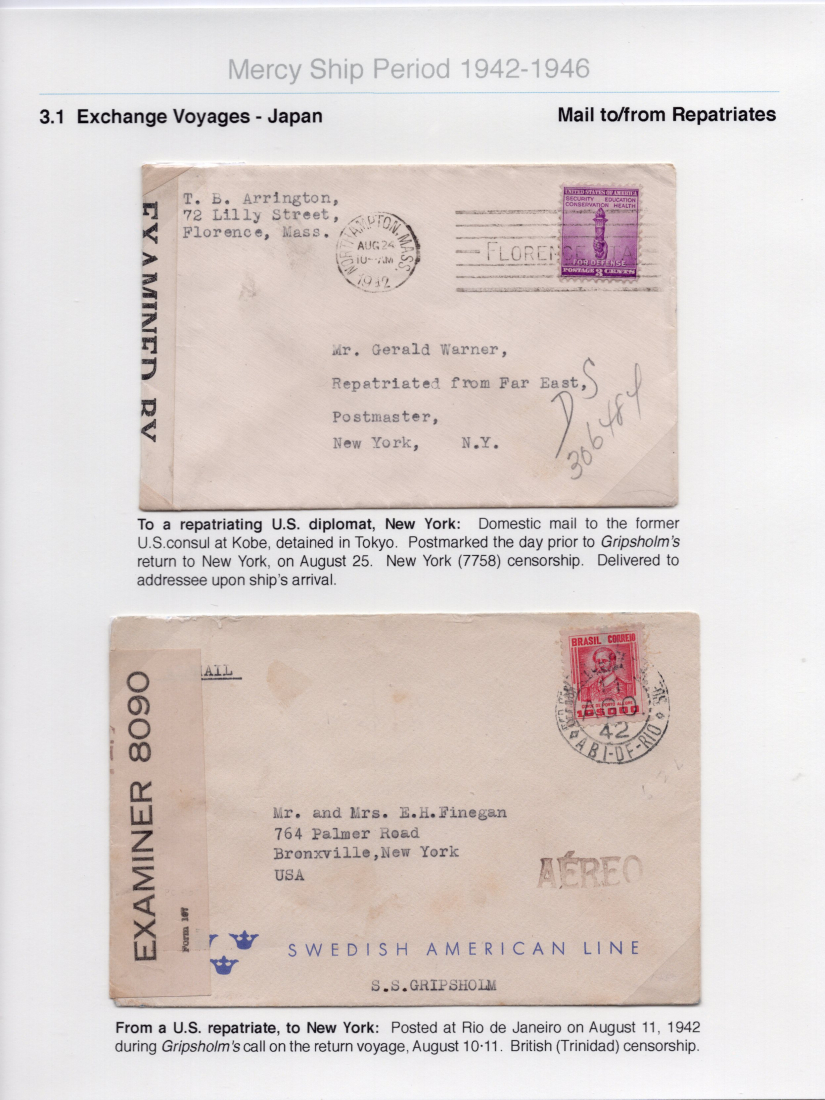 Mercy Ship Period 1942-1946
3.1 Exchange Voyages - Japan
Mail to/from Repatriates
EXAMINED BY
T. B. Arrington,
72 Lilly Street,
Florence, Mass.
NORTHAMPTON, MASS.
AUG 24
10 AM
1942
UNITED STATES OF AMERICA
SECURITY EDUCATION
CONSERVATION HEALTH
FOR DEFENSE
POSTAGE 3 CENTS
FLORENCE
Mr. Gerald Warner,
Repatriated from Far East,
Postmaster,
New York, N.Y.
DS
306484
To a repatriating U.S. diplomat, New York: Domestic mail to the former
U.S.consul at Kobe, detained in Tokyo. Postmarked the day prior to Gripsholm's
return to New York, on August 25. New York (7758) censorship. Delivered to
addressee upon ship's arrival.
MAIL
BRASIL CORREIO
42
ABI-DF-RIO
EXAMINER 8090
Form 167
Mr. and Mrs. E.H.Finegan
764 Palmer Road
Bronxville,New York
USA
AÉREO
SWEDISH AMERICAN LINE
S.S.GRIPSHOLM
From a U.S. repatriate, to New York: Posted at Rio de Janeiro on August 11, 1942
during Gripsholm's call on the return voyage, August 10-11. British (Trinidad) censorship.